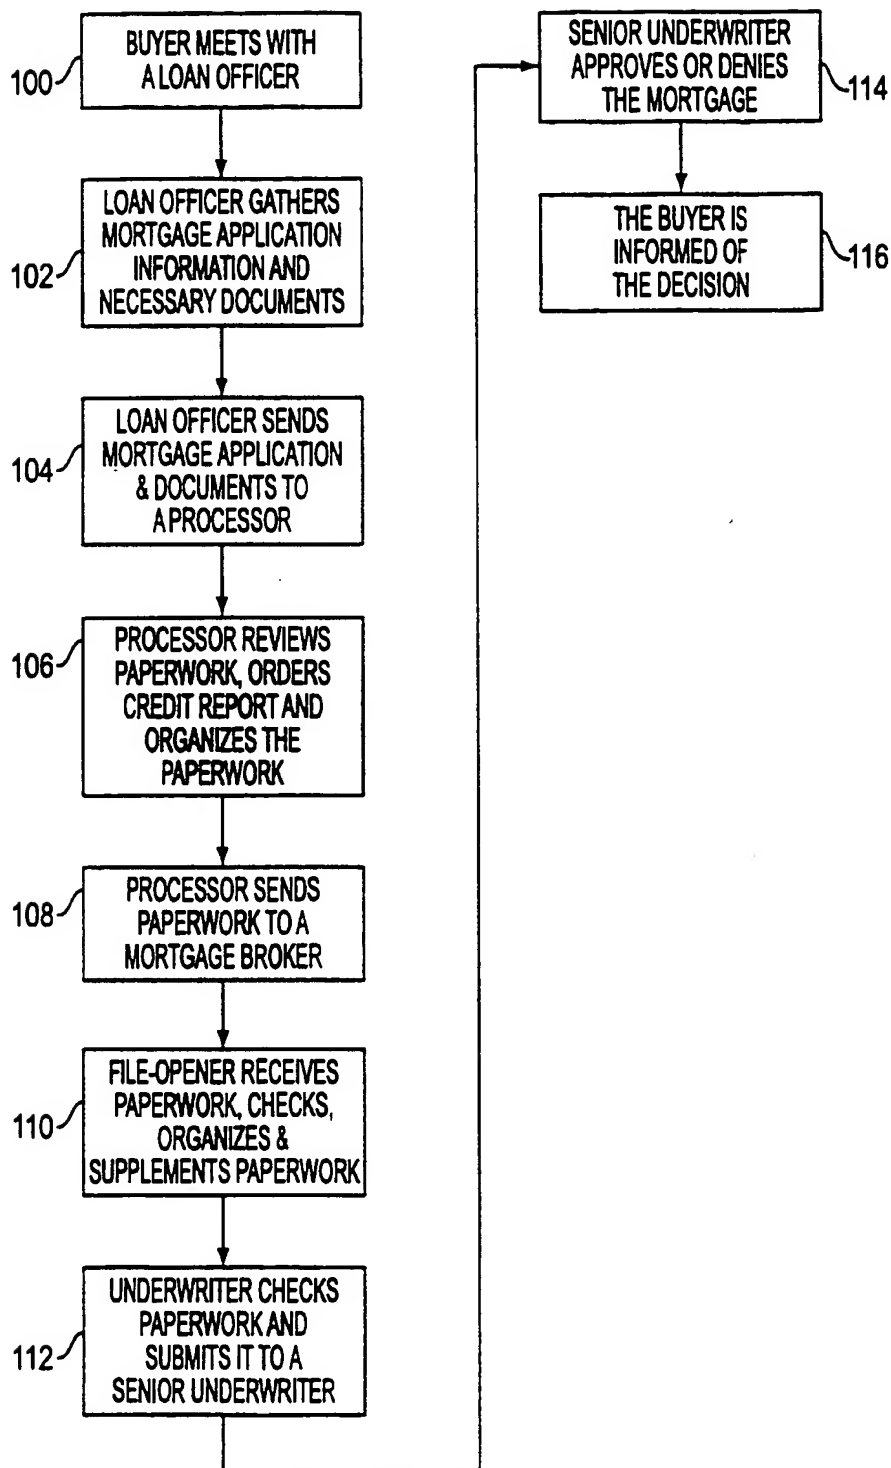 BUYER MEETS WITH
A LOAN OFFICER
100
LOAN OFFICER GATHERS
MORTGAGE APPLICATION
INFORMATION AND
NECESSARY DOCUMENTS
102
LOAN OFFICER SENDS
MORTGAGE APPLICATION
& DOCUMENTS TO
A PROCESSOR
104
PROCESSOR REVIEWS
PAPERWORK, ORDERS
CREDIT REPORT AND
ORGANIZES THE
PAPERWORK
106
PROCESSOR SENDS
PAPERWORK TO A
MORTGAGE BROKER
108
FILE-OPENER RECEIVES
PAPERWORK, CHECKS,
ORGANIZES &
SUPPLEMENTS PAPERWORK
110
UNDERWRITER CHECKS
PAPERWORK AND
SUBMITS IT TO A
SENIOR UNDERWRITER
112
SENIOR UNDERWRITER
APPROVES OR DENIES
THE MORTGAGE
114
THE BUYER IS
INFORMED OF
THE DECISION
116